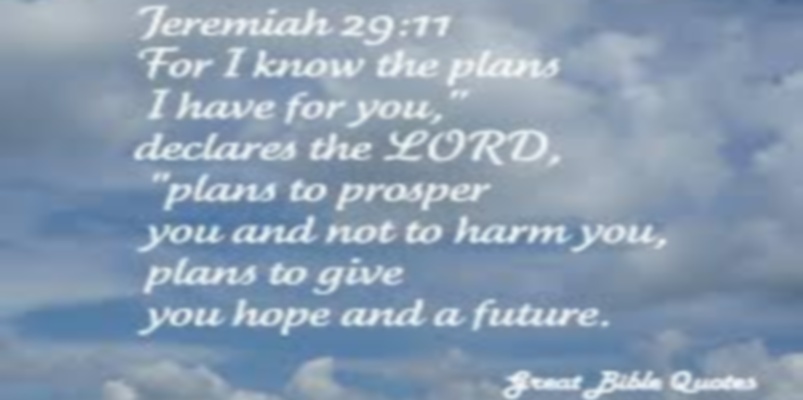 Jeremiah 29:11
For I know the plans
I have for you,"
declares the LORD,
"plans to prosper
you and not to harm you,
plans to give
you hope and a future.
Great Bible Quotes